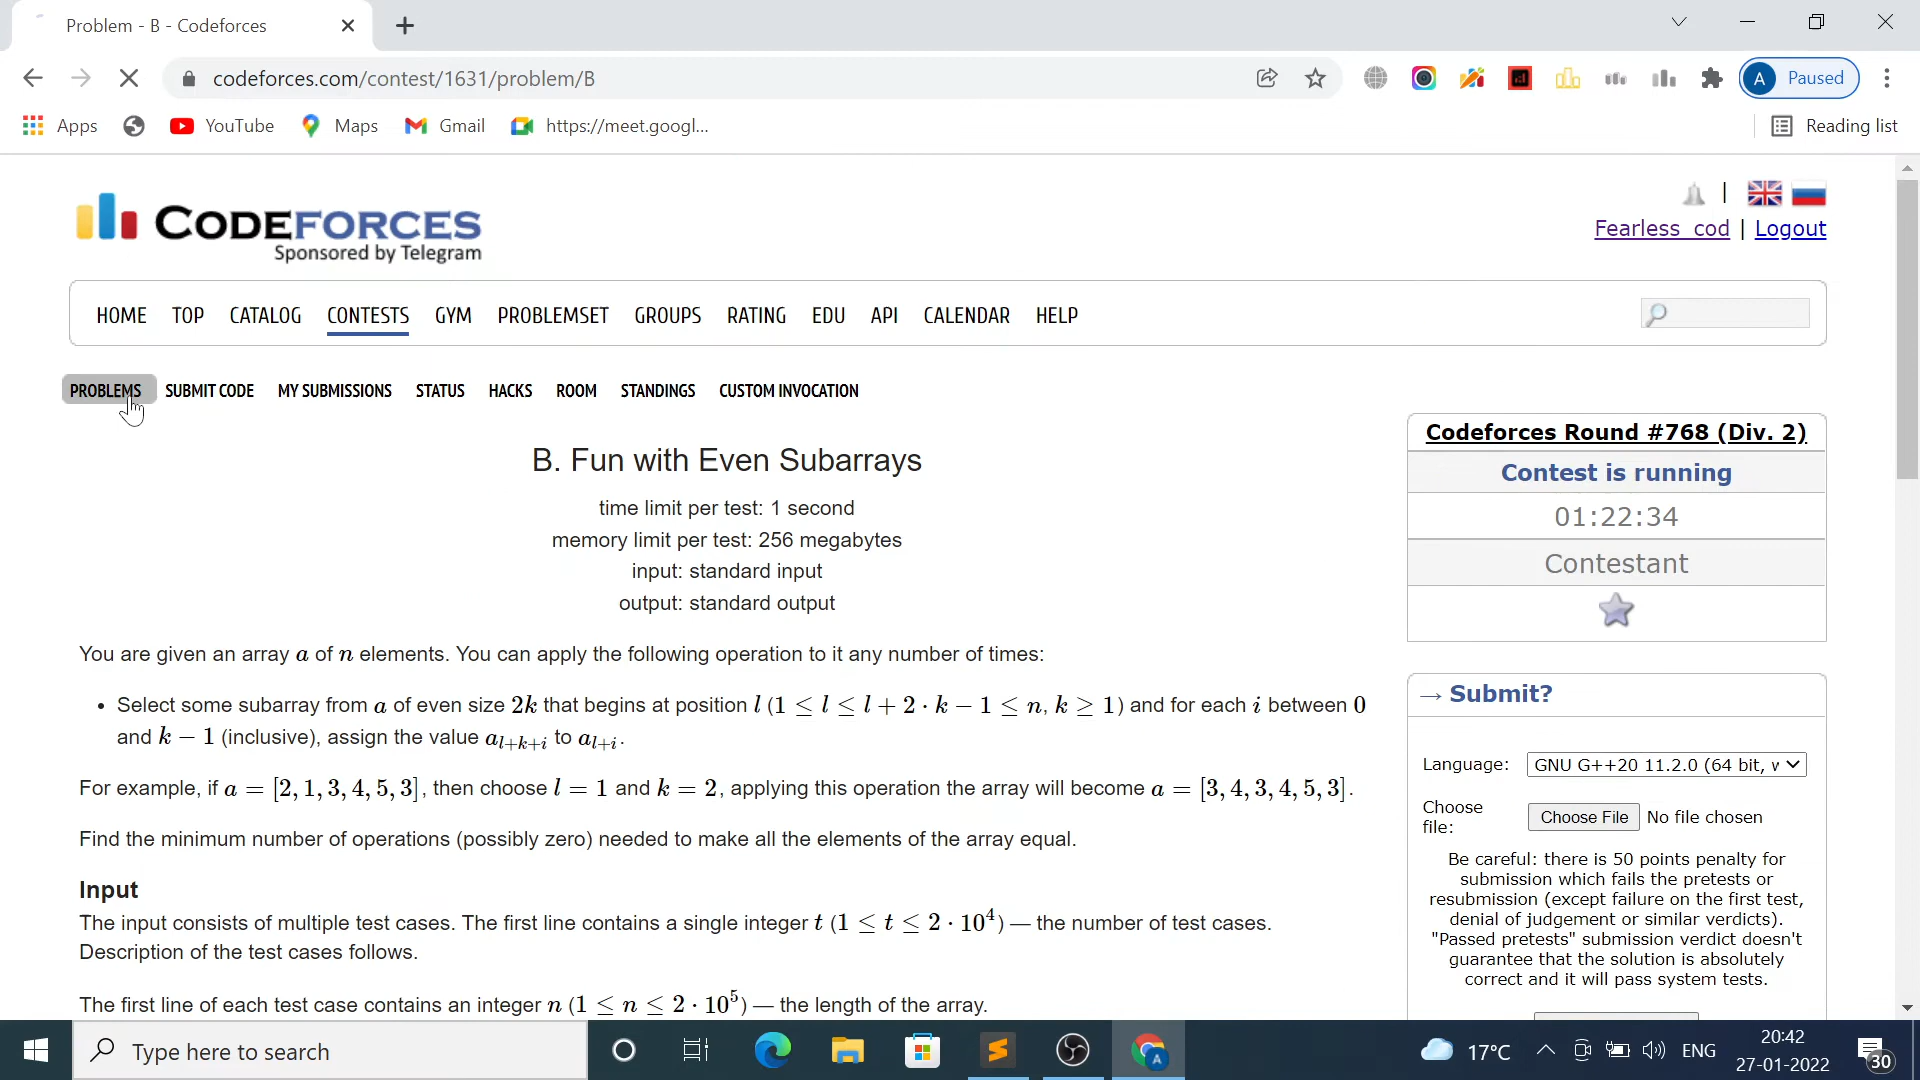 Problem - B - Codeforces
codeforces.com/contest/1631/problem/B
A Paused
Apps
YouTube
Maps
Gmail
https://meet.googl...
Reading list
CODEFORCES
Sponsored by Telegram
Fearless_cod | Logout
HOME TOP CATALOG CONTESTS GYM PROBLEMSET GROUPS RATING EDU API CALENDAR HELP
PROBLEMS SUBMIT CODE MY SUBMISSIONS STATUS HACKS ROOM STANDINGS CUSTOM INVOCATION
B. Fun with Even Subarrays
time limit per test: 1 second
memory limit per test: 256 megabytes
input: standard input
output: standard output
You are given an array a of n elements. You can apply the following operation to it any number of times:
• Select some subarray from a of even size 2k that begins at position l (1 ≤ l ≤ l + 2 · k − 1 ≤ n, k ≥ 1) and for each i between 0
and k − 1 (inclusive), assign the value a_{l+k+i} to a_{l+i}.
For example, if a = [2, 1, 3, 4, 5, 3], then choose l = 1 and k = 2, applying this operation the array will become a = [3, 4, 3, 4, 5, 3].
Find the minimum number of operations (possibly zero) needed to make all the elements of the array equal.
Input
The input consists of multiple test cases. The first line contains a single integer t (1 ≤ t ≤ 2 · 10^4) — the number of test cases.
Description of the test cases follows.
The first line of each test case contains an integer n (1 ≤ n ≤ 2 · 10^5) — the length of the array.
Codeforces Round #768 (Div. 2)
Contest is running
01:22:34
Contestant
→ Submit?
Language: GNU G++20 11.2.0 (64 bit, w
Choose
file:
Choose File No file chosen
Be careful: there is 50 points penalty for
submission which fails the pretests or
resubmission (except failure on the first test,
denial of judgement or similar verdicts).
"Passed pretests" submission verdict doesn't
guarantee that the solution is absolutely
correct and it will pass system tests.
Type here to search
A
17°C
ENG
20:42
27-01-2022
30